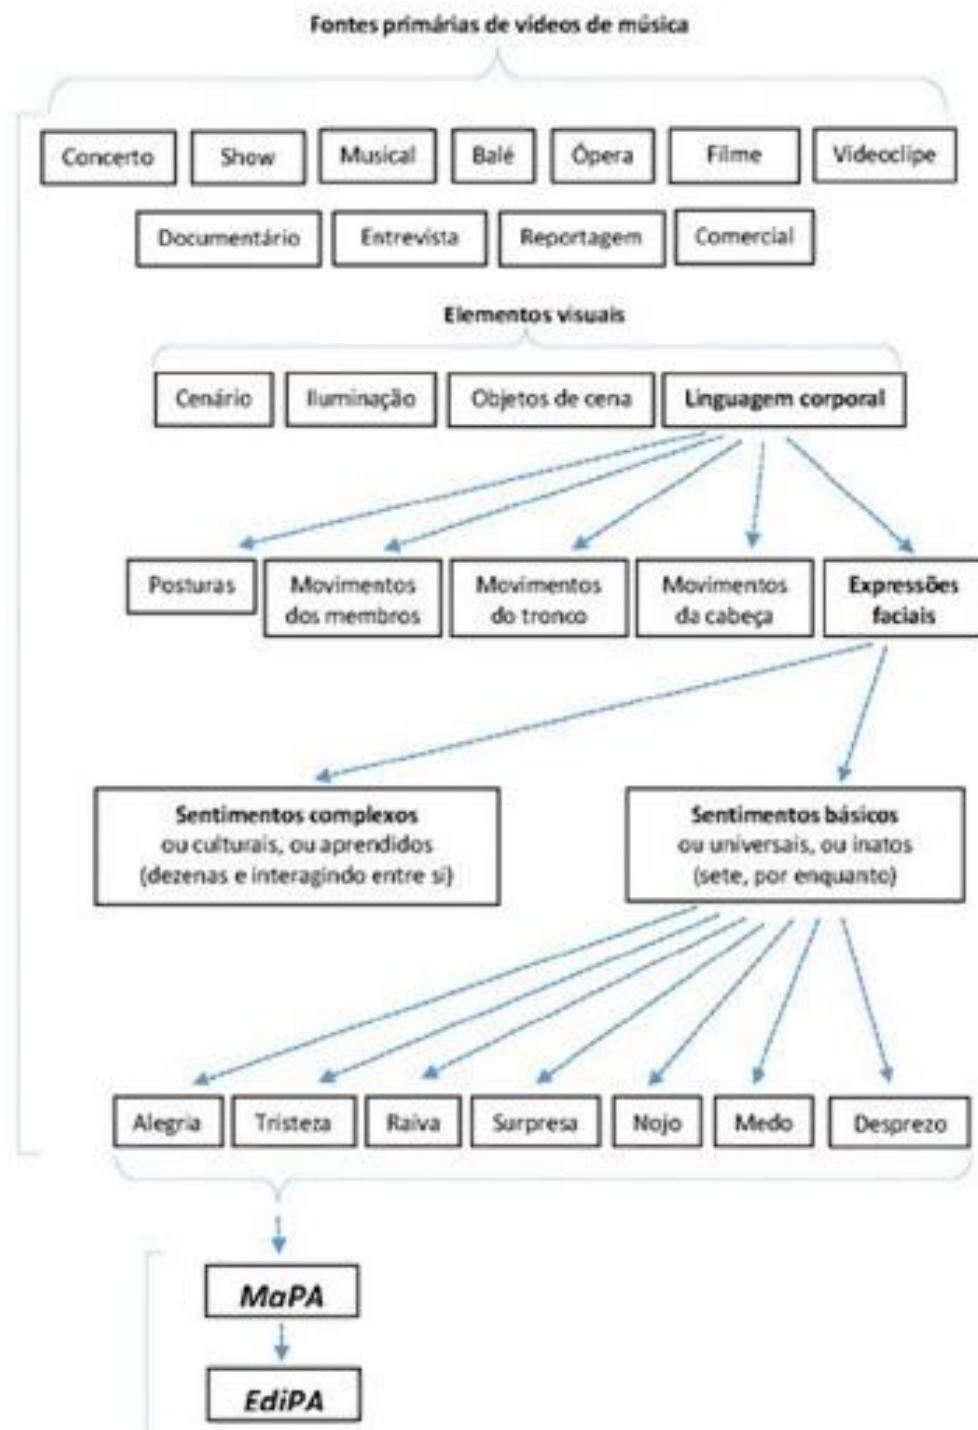 Fontes primárias de vídeos de música
Concerto
Show
Musical
Balé
Ópera
Filme
Videoclipe
Documentário
Entrevista
Reportagem
Comercial
Elementos visuais
Cenário
Iluminação
Objetos de cena
Linguagem corporal
Posturas
Movimentos
dos membros
Movimentos
do tronco
Movimentos
da cabeça
Expressões
faciais
Sentimentos complexos
ou culturais, ou aprendidos
(dezenas e interagindo entre si)
Sentimentos básicos
ou universais, ou inatos
(sete, por enquanto)
Alegria
Tristeza
Raiva
Surpresa
Nojo
Medo
Desprezo
MaPA
EdiPA